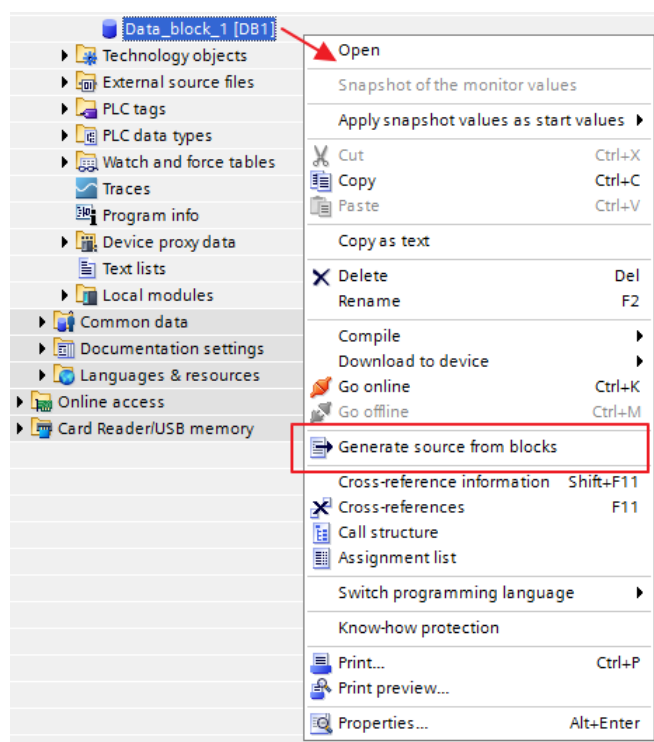 Data_block_1 [DB1]
Technology objects
External source files
PLC tags
PLC data types
Watch and force tables
Traces
Program info
Device proxy data
Text lists
Local modules
Common data
Documentation settings
Languages & resources
Online access
Card Reader/USB memory
Open
Snapshot of the monitor values
Apply snapshot values as start values
Cut Ctrl+X
Copy Ctrl+C
Paste Ctrl+V
Copy as text
Delete Del
Rename F2
Compile
Download to device
Go online Ctrl+K
Go offline Ctrl+M
Generate source from blocks
Cross-reference information Shift+F11
Cross-references F11
Call structure
Assignment list
Switch programming language
Know-how protection
Print... Ctrl+P
Print preview...
Properties... Alt+Enter